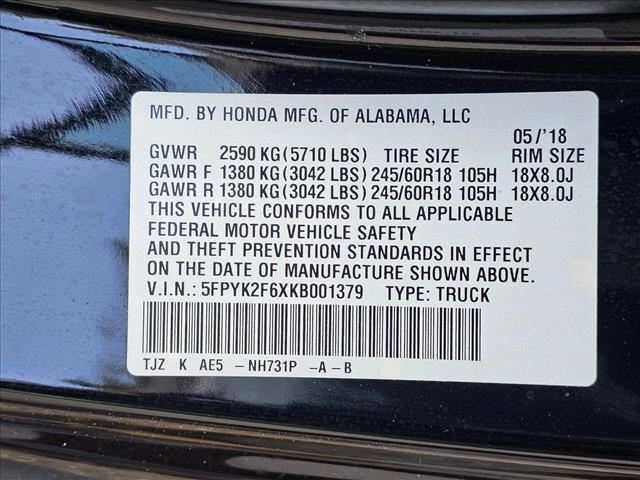 MFD. BY HONDA MFG. OF ALABAMA, LLC
05/'18
GVWR 2590 KG(5710 LBS) TIRE SIZE RIM SIZE
GAWR F 1380 KG(3042 LBS) 245/60R18 105H 18X8.0J
GAWR R 1380 KG(3042 LBS) 245/60R18 105H 18X8.0J
THIS VEHICLE CONFORMS TO ALL APPLICABLE
FEDERAL MOTOR VEHICLE SAFETY
AND THEFT PREVENTION STANDARDS IN EFFECT
ON THE DATE OF MANUFACTURE SHOWN ABOVE.
V.I.N.: 5FPYK2F6XKB001379 TYPE: TRUCK
TJZ K AE5 -NH731P -A-B